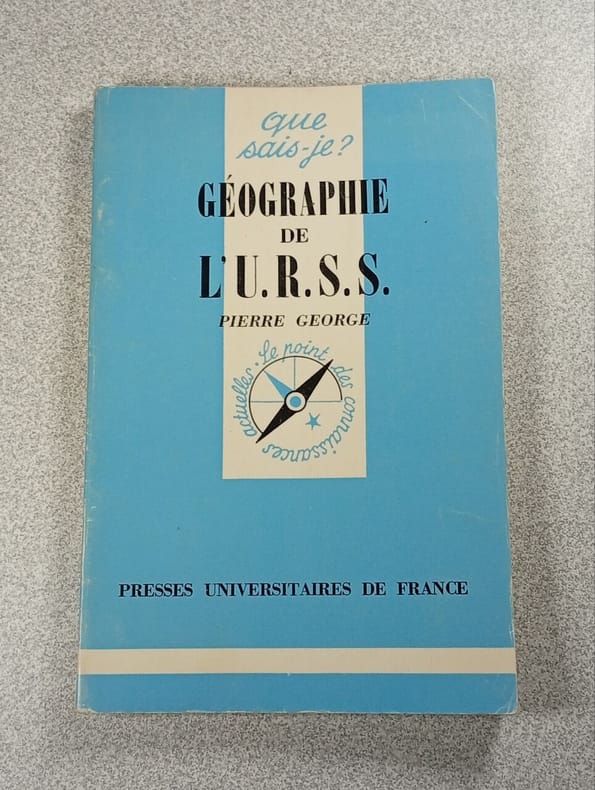 que
sais-je?
GÉOGRAPHIE
DE
L'U.R.S.S.
PIERRE GEORGE
Le point des connaissances actuelles.
PRESSES UNIVERSITAIRES DE FRANCE